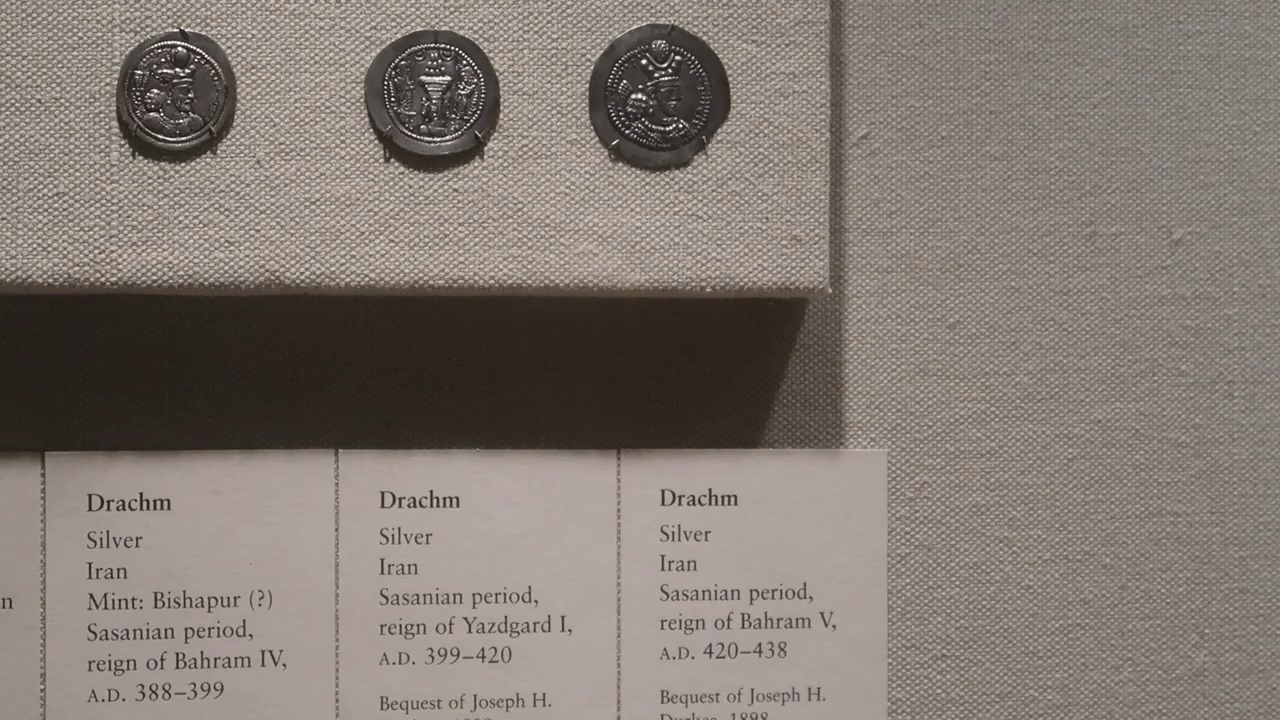 n
Drachm
Silver
Iran
Mint: Bishapur (?)
Sasanian period,
reign of Bahram IV,
A.D. 388–399
Drachm
Silver
Iran
Sasanian period,
reign of Yazdgard I,
A.D. 399–420
Bequest of Joseph H.
Drachm
Silver
Iran
Sasanian period,
reign of Bahram V,
A.D. 420–438
Bequest of Joseph H.
Durkee, 1898